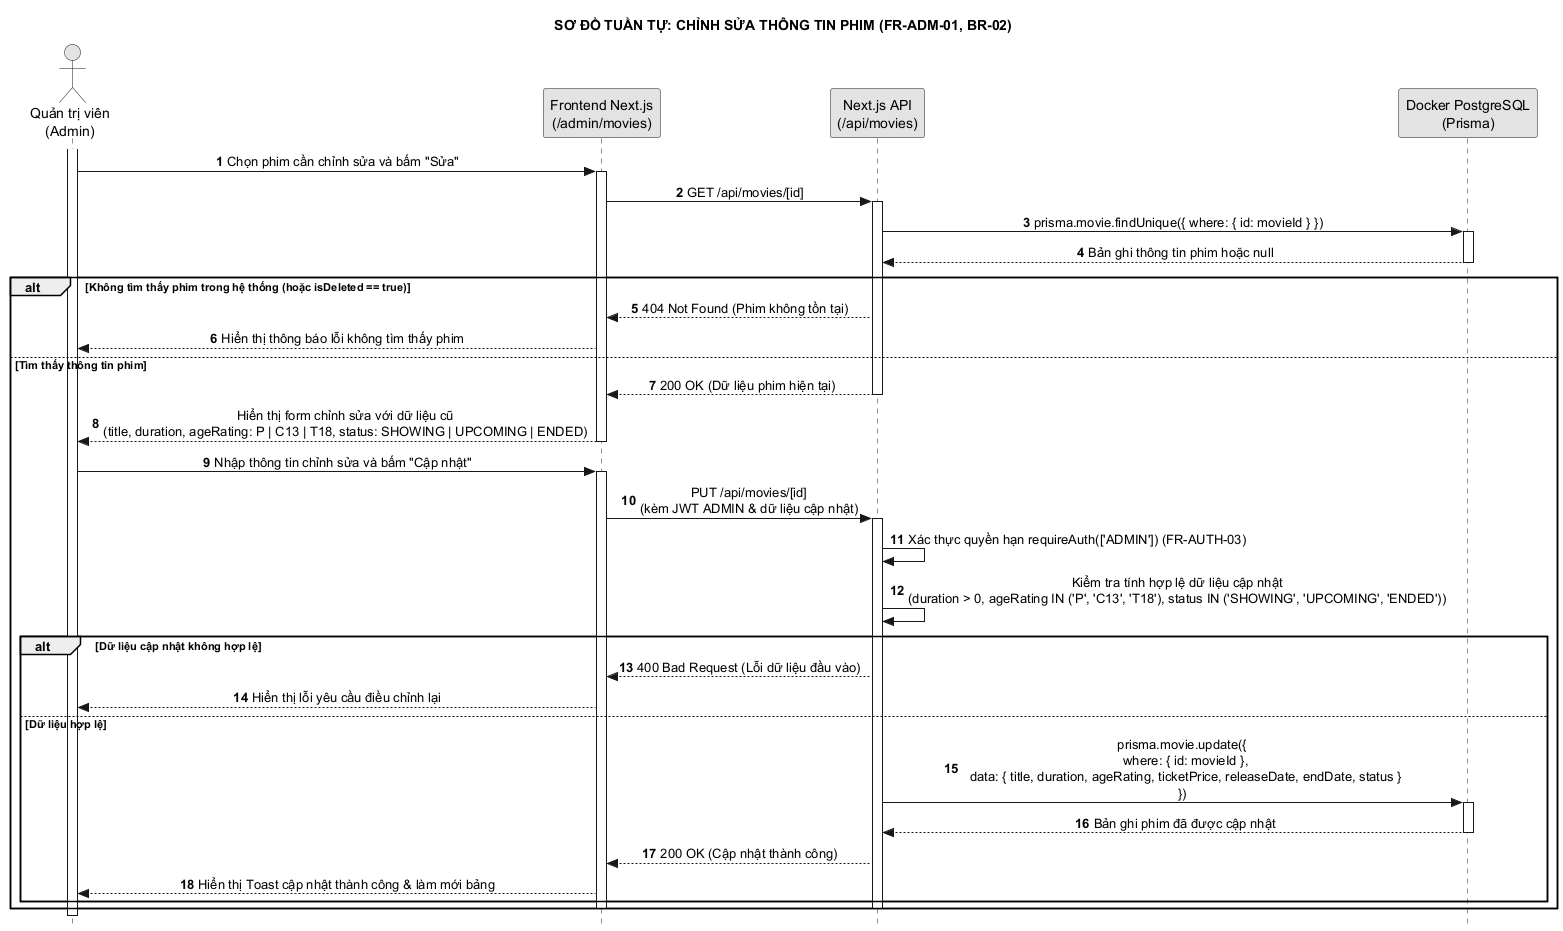 SƠ ĐỒ TUẦN TỰ: CHỈNH SỬA THÔNG TIN PHIM (FR-ADM-01, BR-02)
Quản trị viên
(Admin)
Frontend Next.js
(/admin/movies)
Next.js API
(/api/movies)
Docker PostgreSQL
(Prisma)
1 Chọn phim cần chỉnh sửa và bấm "Sửa"
2 GET /api/movies/[id]
3 prisma.movie.findUnique({ where: { id: movieId } })
4 Bản ghi thông tin phim hoặc null
alt [Không tìm thấy phim trong hệ thống (hoặc isDeleted == true)]
5 404 Not Found (Phim không tồn tại)
6 Hiển thị thông báo lỗi không tìm thấy phim
[Tìm thấy thông tin phim]
7 200 OK (Dữ liệu phim hiện tại)
8 Hiển thị form chỉnh sửa với dữ liệu cũ
(title, duration, ageRating: P | C13 | T18, status: SHOWING | UPCOMING | ENDED)
9 Nhập thông tin chỉnh sửa và bấm "Cập nhật"
10 PUT /api/movies/[id]
(kèm JWT ADMIN & dữ liệu cập nhật)
11 Xác thực quyền hạn requireAuth(['ADMIN']) (FR-AUTH-03)
12 Kiểm tra tính hợp lệ dữ liệu cập nhật
(duration > 0, ageRating IN ('P', 'C13', 'T18'), status IN ('SHOWING', 'UPCOMING', 'ENDED'))
alt [Dữ liệu cập nhật không hợp lệ]
13 400 Bad Request (Lỗi dữ liệu đầu vào)
14 Hiển thị lỗi yêu cầu điều chỉnh lại
[Dữ liệu hợp lệ]
15 prisma.movie.update({
where: { id: movieId },
data: { title, duration, ageRating, ticketPrice, releaseDate, endDate, status }
})
16 Bản ghi phim đã được cập nhật
17 200 OK (Cập nhật thành công)
18 Hiển thị Toast cập nhật thành công & làm mới bảng